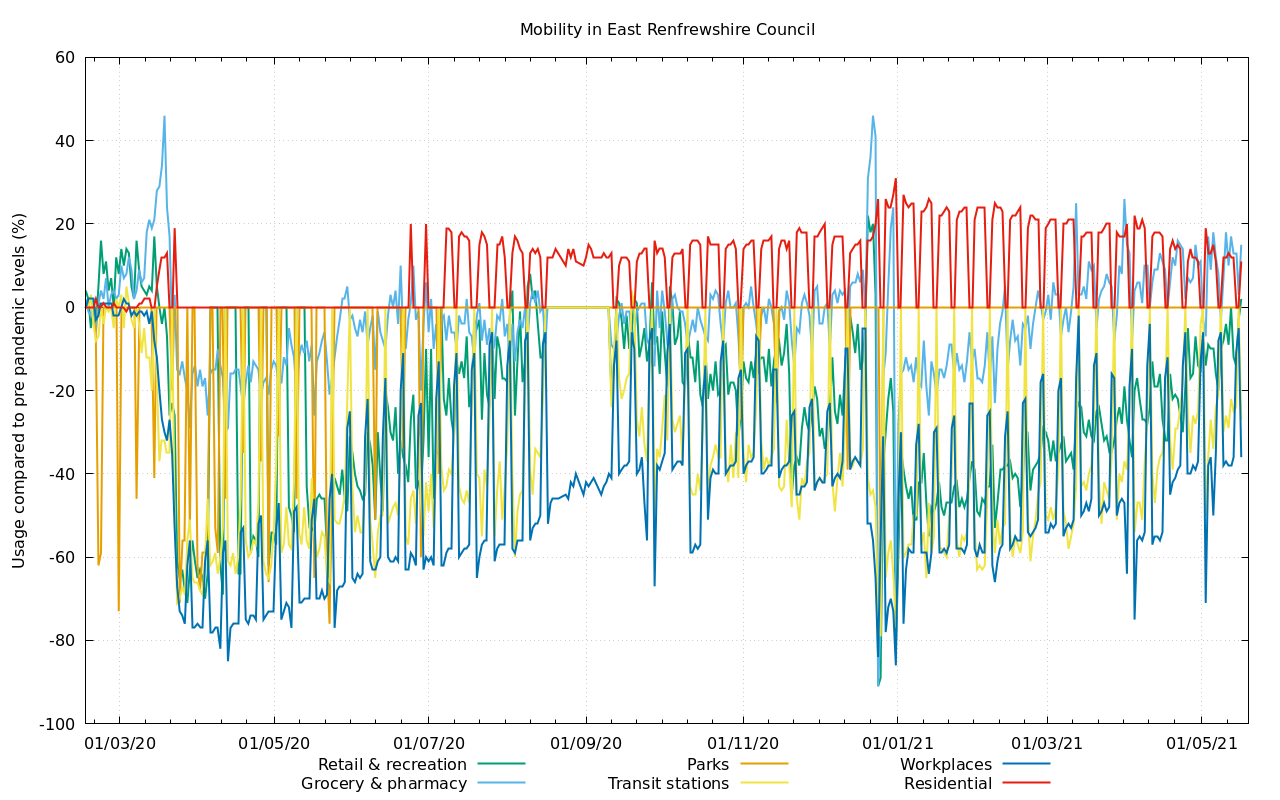 Mobility in East Renfrewshire Council
Usage compared to pre pandemic levels (%)
60
40
20
0
-20
-40
-60
-80
-100
01/03/20 01/05/20 01/07/20 01/09/20 01/11/20 01/01/21 01/03/21 01/05/21
Retail & recreation Parks Workplaces
Grocery & pharmacy Transit stations Residential